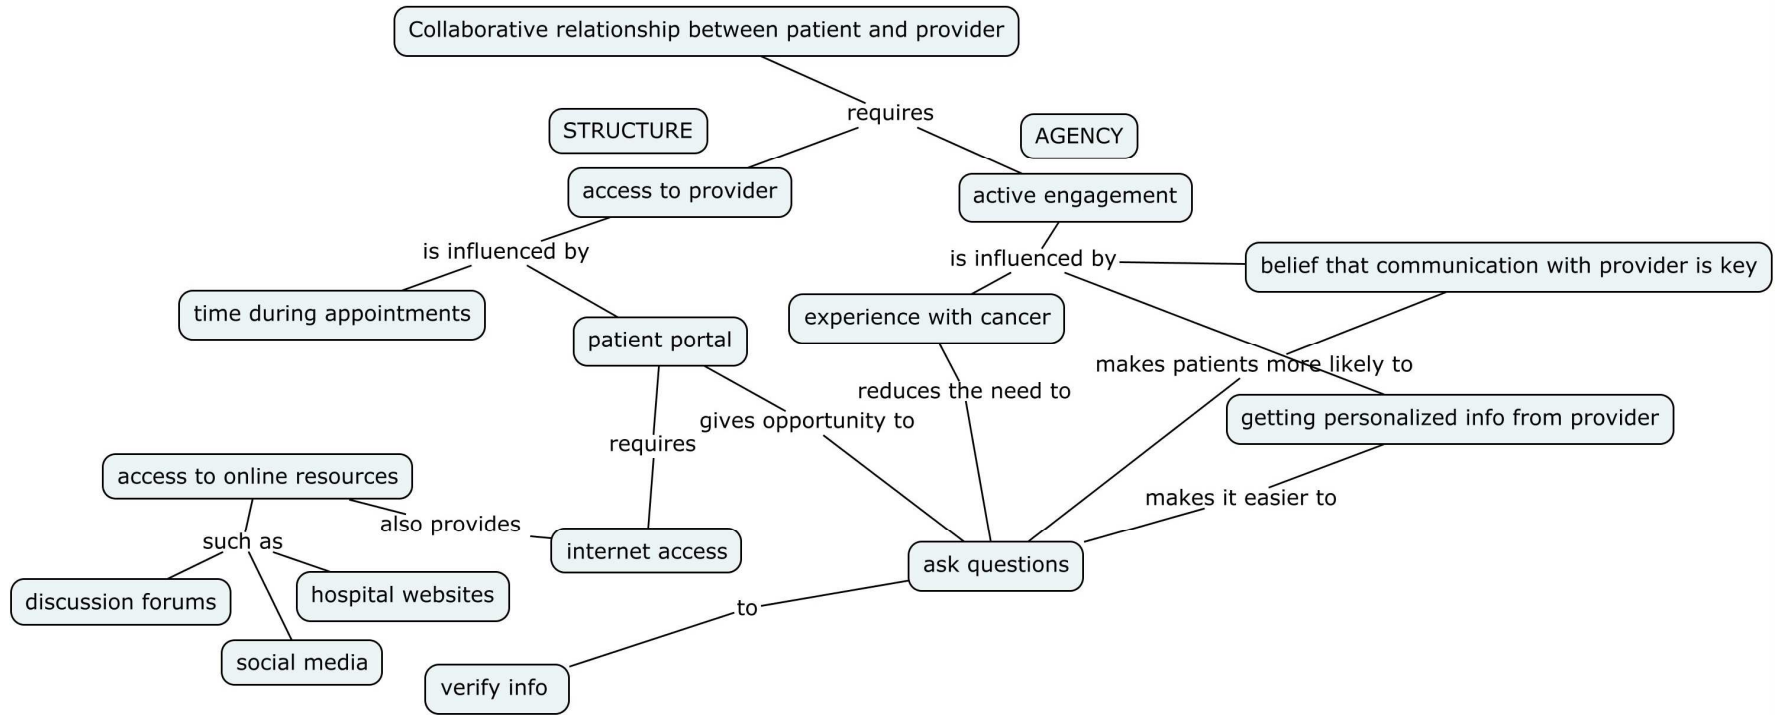 Collaborative relationship between patient and provider
requires
STRUCTURE
AGENCY
access to provider
active engagement
is influenced by
is influenced by
belief that communication with provider is key
time during appointments
experience with cancer
patient portal
makes patients more likely to
reduces the need to
gives opportunity to
getting personalized info from provider
requires
access to online resources
makes it easier to
also provides
such as
internet access
ask questions
discussion forums
hospital websites
to
social media
verify info